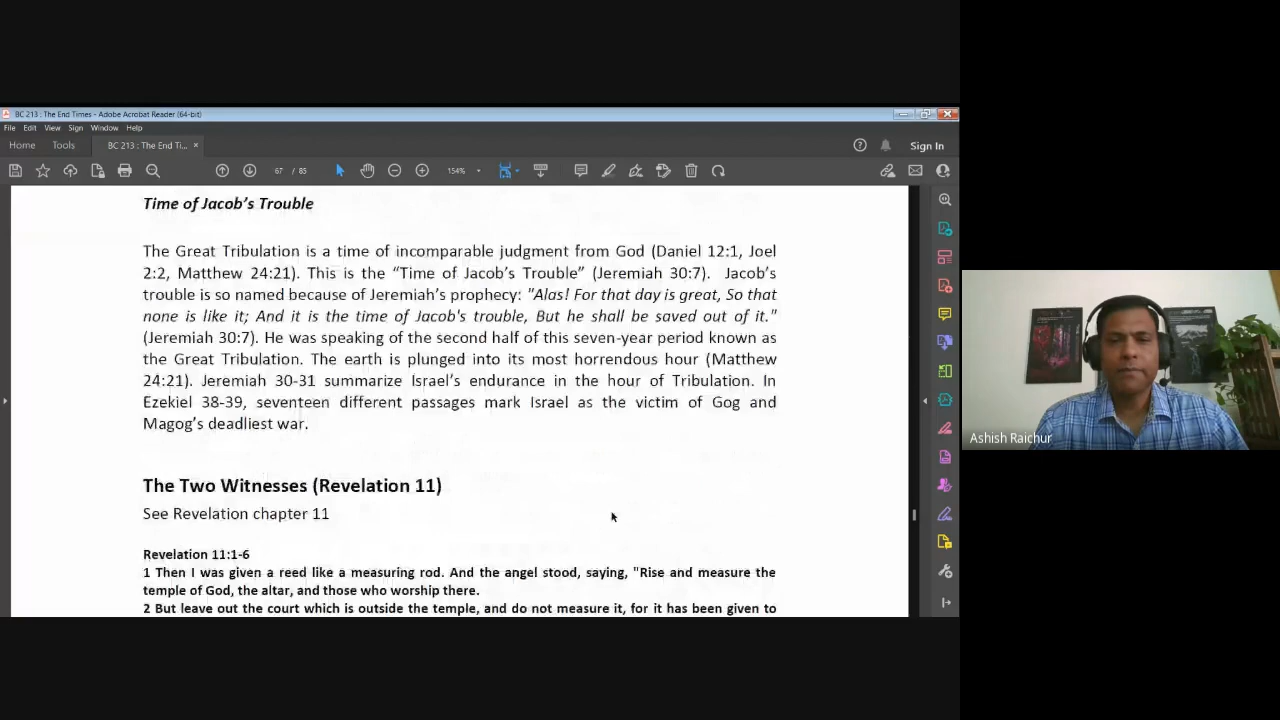 BC 213 : The End Times - Adobe Acrobat Reader (64-bit)
File Edit View Sign Window Help
Home Tools BC 213 : The End Ti... × Sign In
67 / 85 154%
Time of Jacob's Trouble
The Great Tribulation is a time of incomparable judgment from God (Daniel 12:1, Joel
2:2, Matthew 24:21). This is the “Time of Jacob’s Trouble” (Jeremiah 30:7). Jacob’s
trouble is so named because of Jeremiah’s prophecy: "Alas! For that day is great, So that
none is like it; And it is the time of Jacob's trouble, But he shall be saved out of it."
(Jeremiah 30:7). He was speaking of the second half of this seven-year period known as
the Great Tribulation. The earth is plunged into its most horrendous hour (Matthew
24:21). Jeremiah 30-31 summarize Israel’s endurance in the hour of Tribulation. In
Ezekiel 38-39, seventeen different passages mark Israel as the victim of Gog and
Magog’s deadliest war.
The Two Witnesses (Revelation 11)
See Revelation chapter 11
Revelation 11:1-6
1 Then I was given a reed like a measuring rod. And the angel stood, saying, "Rise and measure the
temple of God, the altar, and those who worship there.
2 But leave out the court which is outside the temple, and do not measure it, for it has been given to
Ashish Raichur